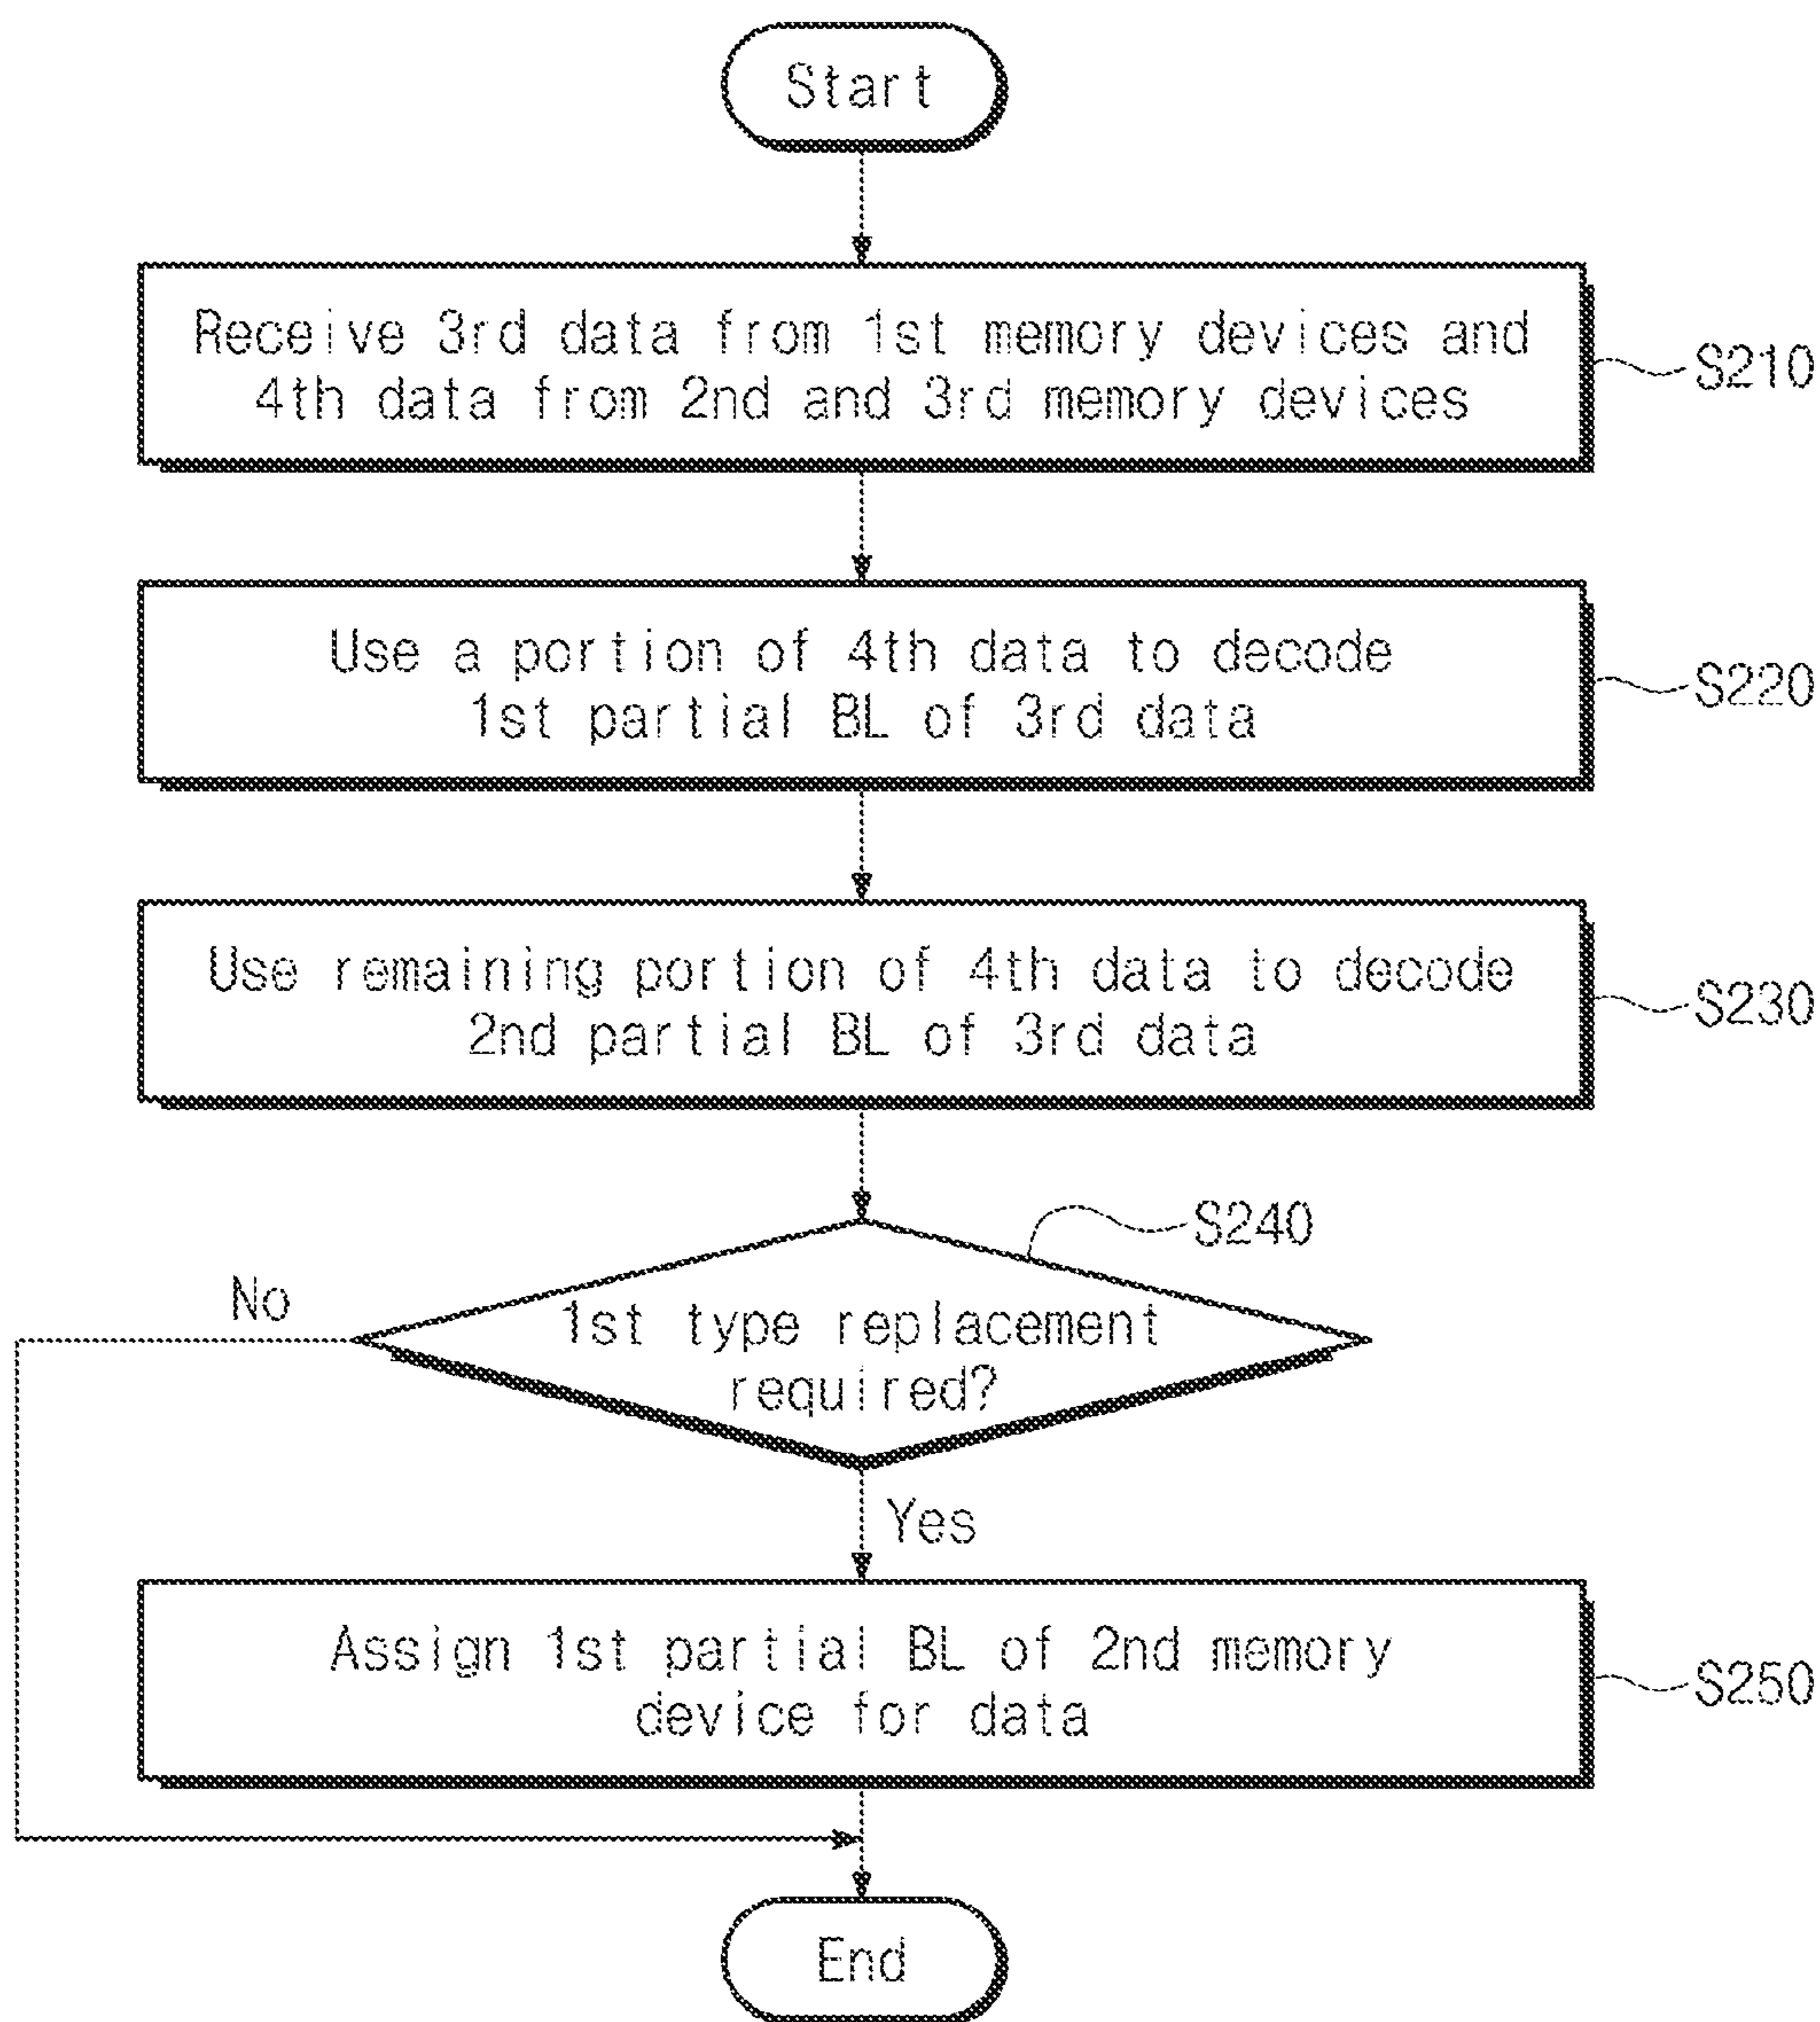 Start
Receive 3rd data from 1st memory devices and
4th data from 2nd and 3rd memory devices
S210
Use a portion of 4th data to decode
1st partial BL of 3rd data
S220
Use remaining portion of 4th data to decode
2nd partial BL of 3rd data
S230
S240
No
1st type replacement
required?
Yes
Assign 1st partial BL of 2nd memory
device for data
S250
End